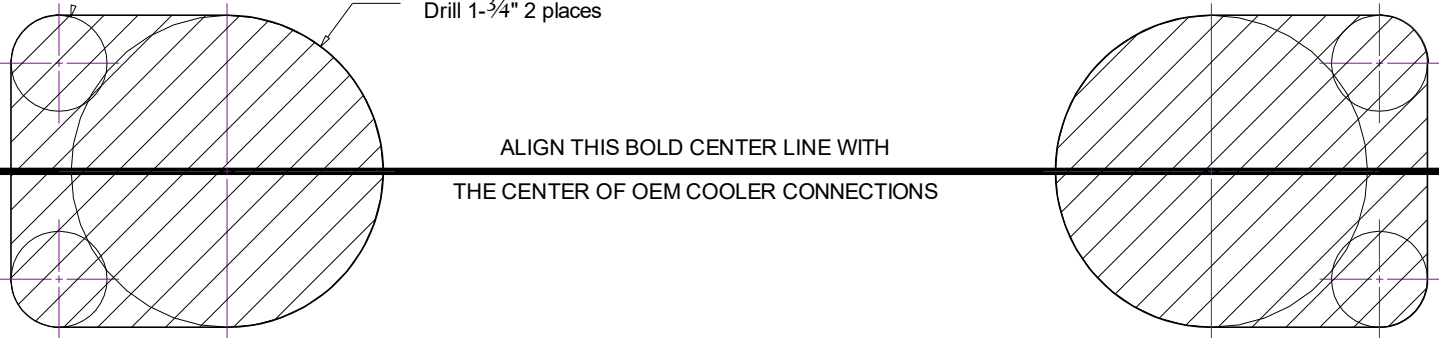 Drill 1-3/4" 2 places
ALIGN THIS BOLD CENTER LINE WITH
THE CENTER OF OEM COOLER CONNECTIONS